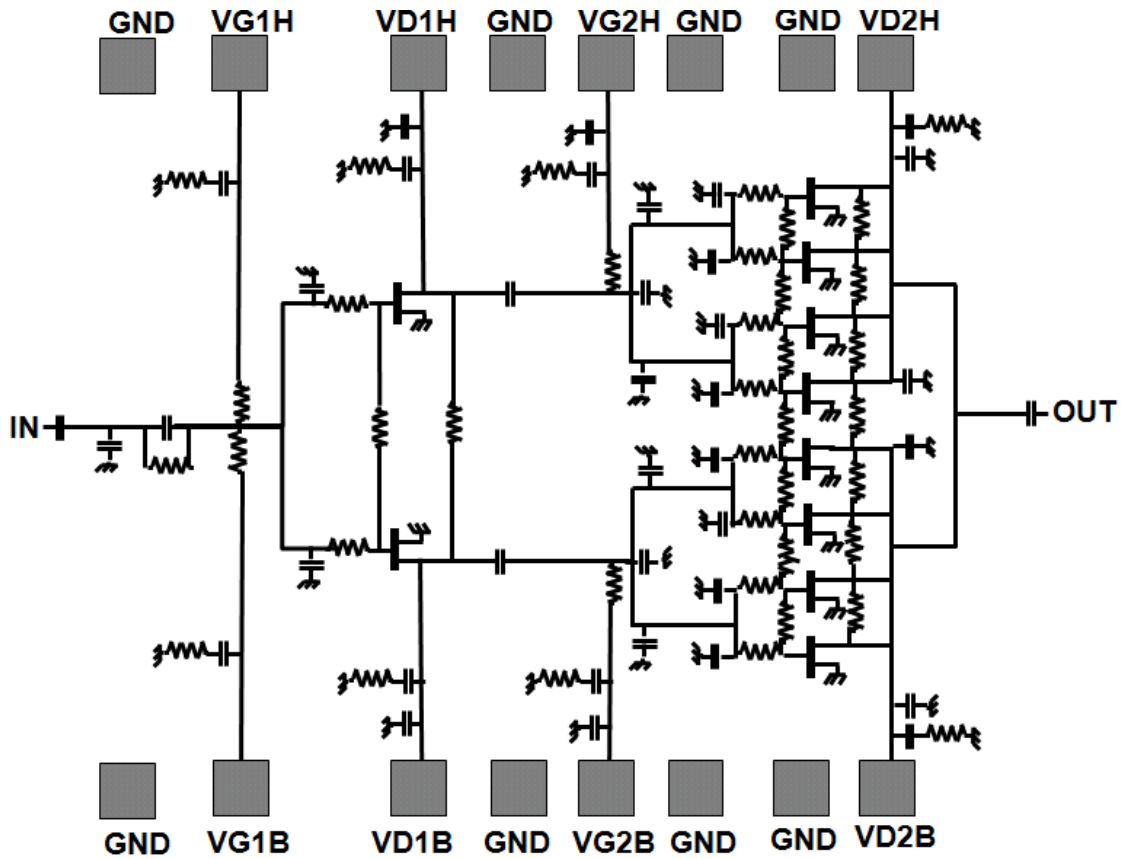 GND VG1H VD1H GND VG2H GND GND VD2H
IN
OUT
GND VG1B VD1B GND VG2B GND GND VD2B